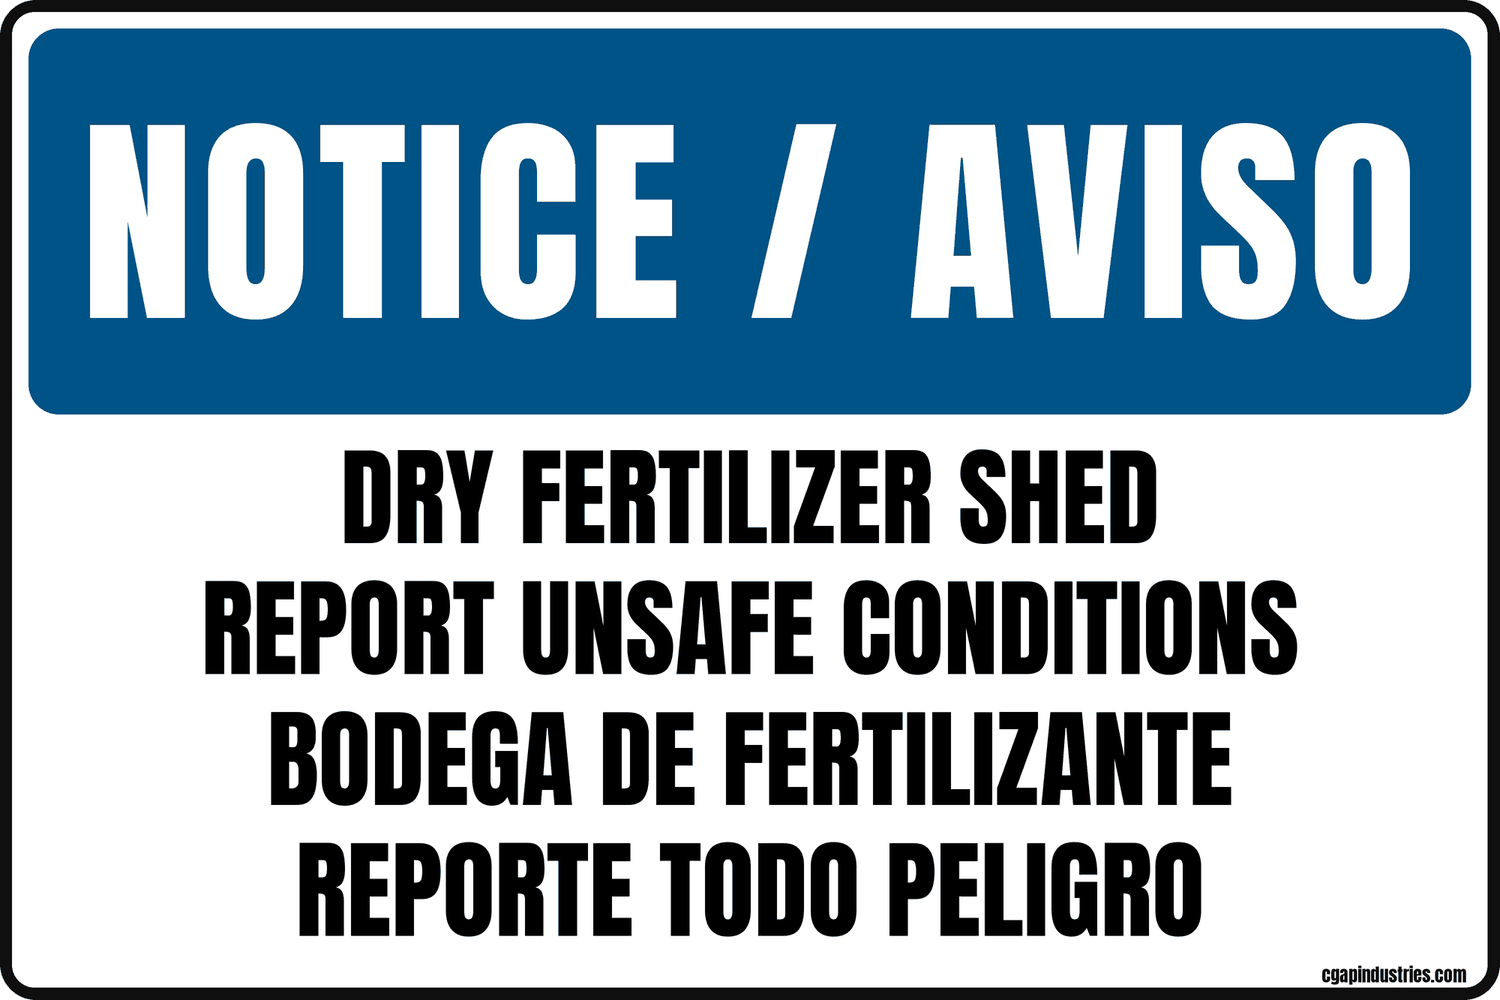 NOTICE / AVISO
DRY FERTILIZER SHED
REPORT UNSAFE CONDITIONS
BODEGA DE FERTILIZANTE
REPORTE TODO PELIGRO
cgapindustries.com